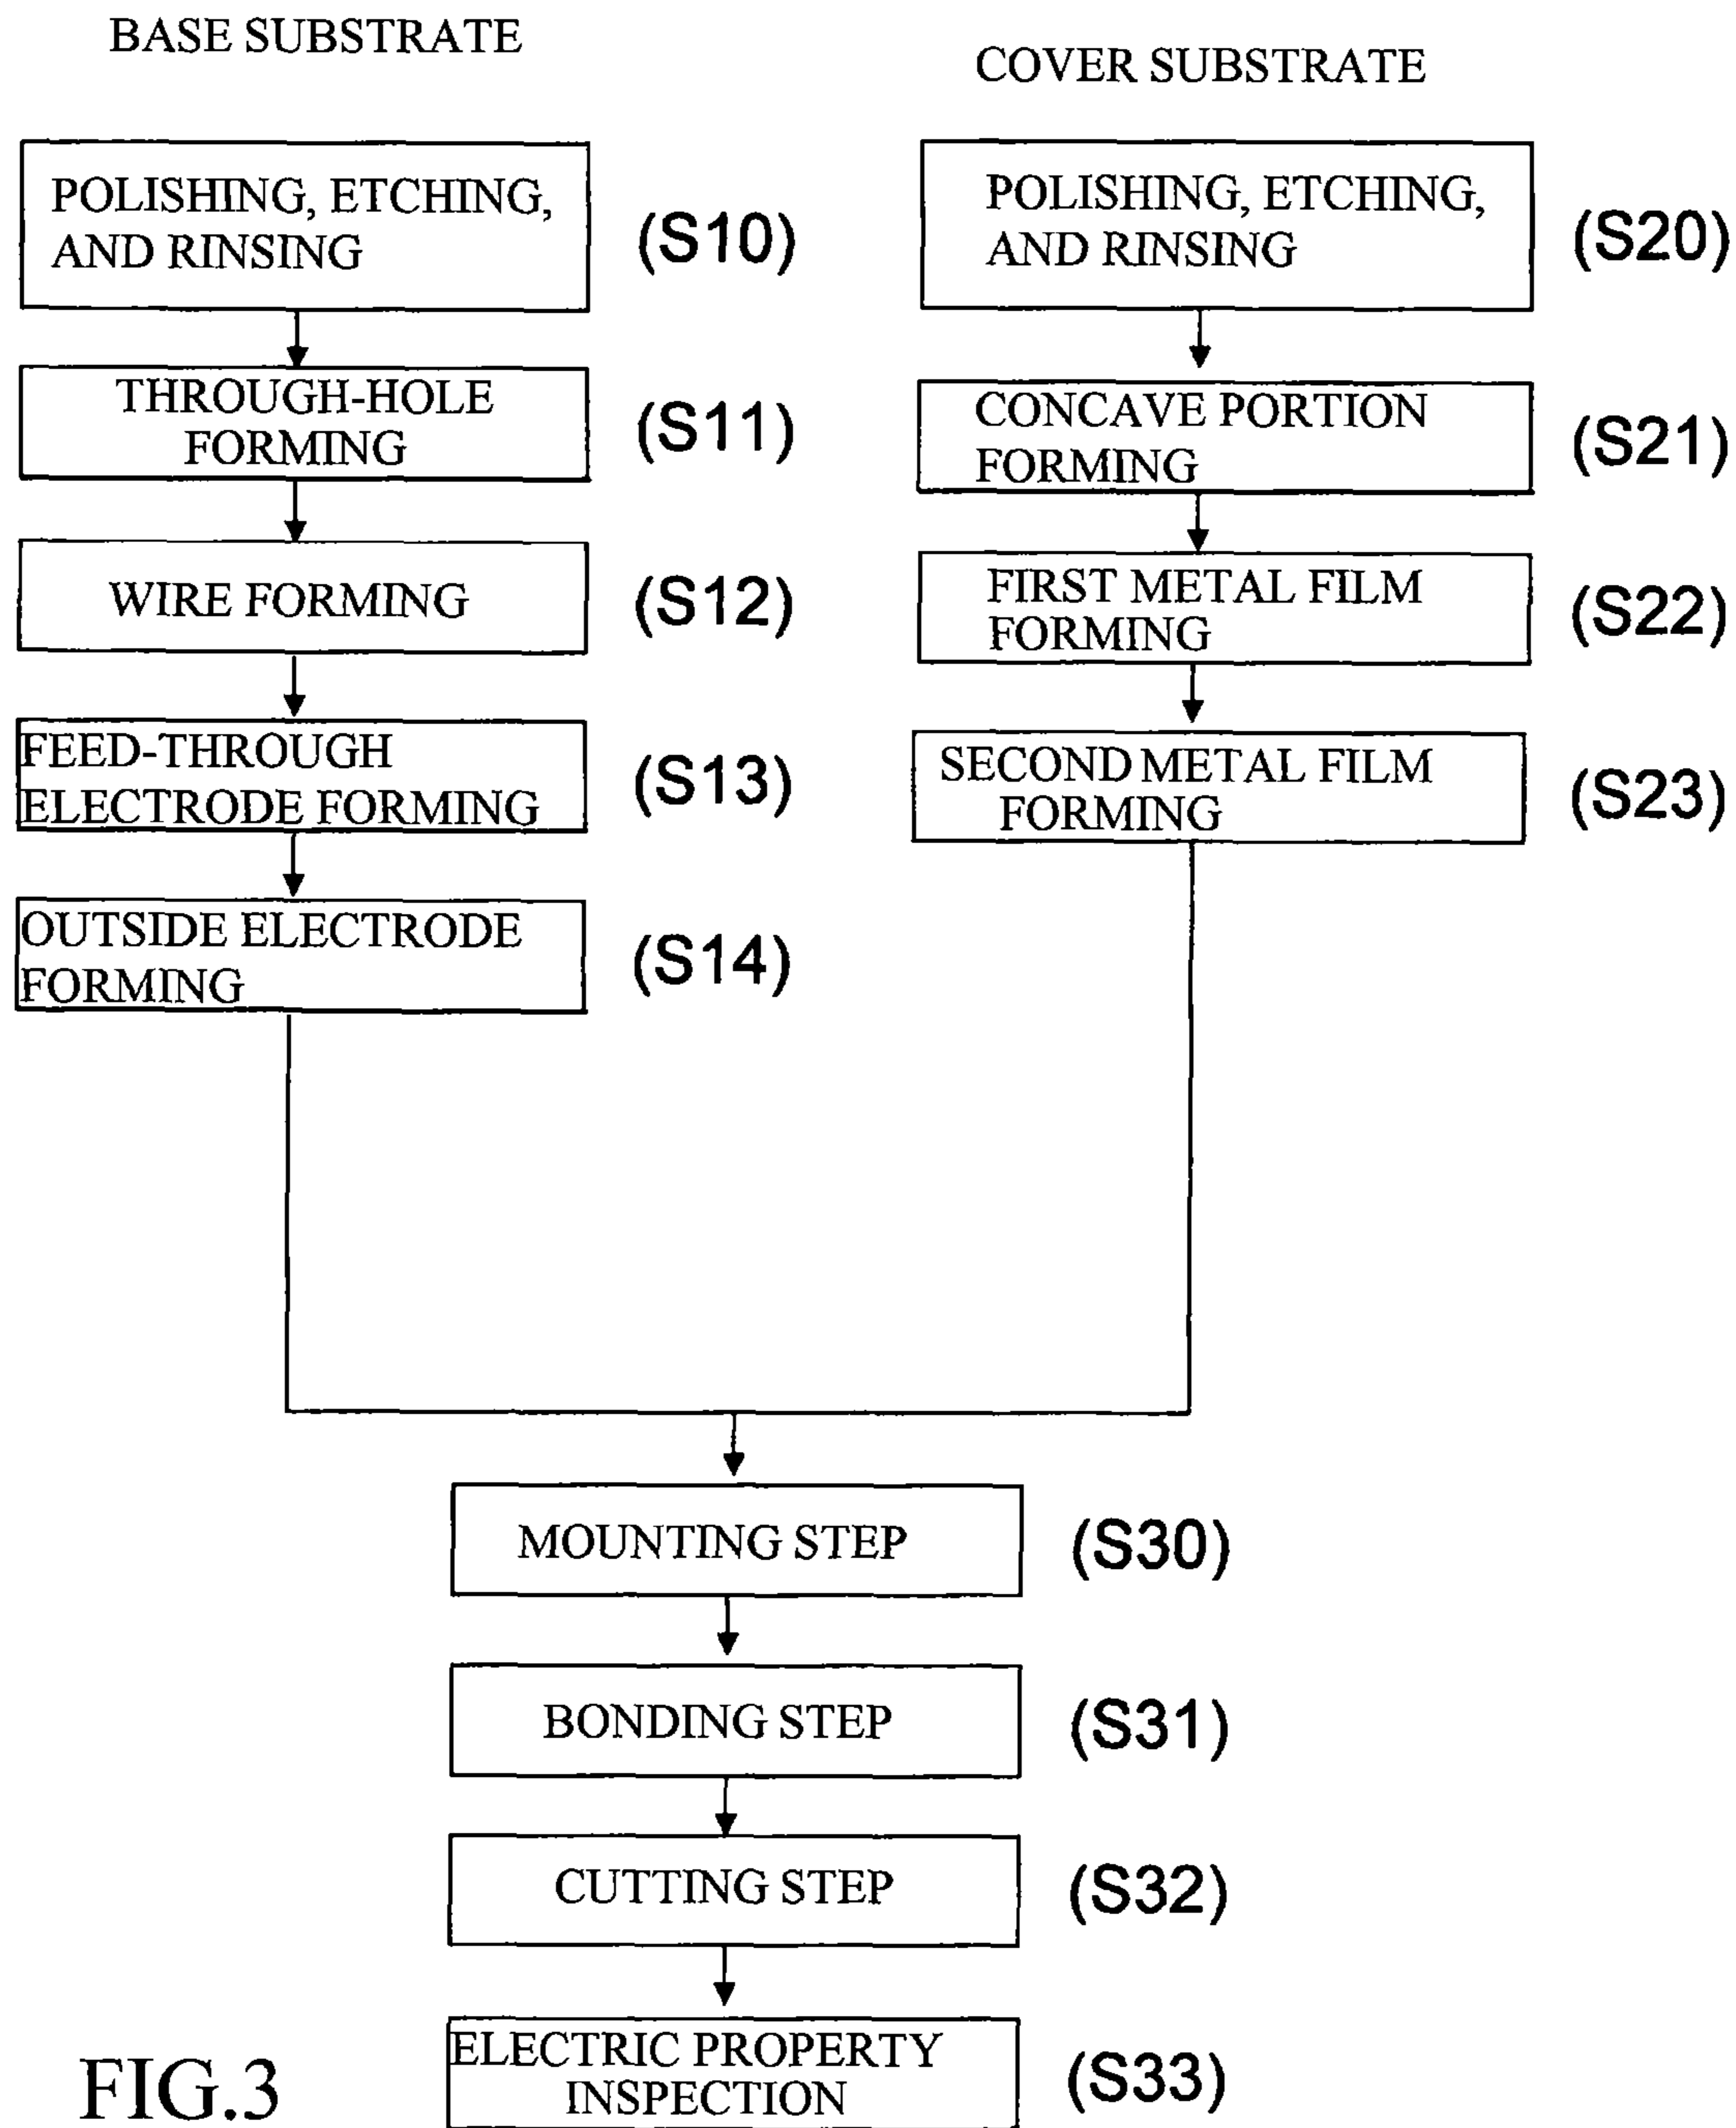 BASE SUBSTRATE
POLISHING, ETCHING,
AND RINSING
(S10)
THROUGH-HOLE
FORMING
(S11)
WIRE FORMING
(S12)
FEED-THROUGH
ELECTRODE FORMING
(S13)
OUTSIDE ELECTRODE
FORMING
(S14)
COVER SUBSTRATE
POLISHING, ETCHING,
AND RINSING
(S20)
CONCAVE PORTION
FORMING
(S21)
FIRST METAL FILM
FORMING
(S22)
SECOND METAL FILM
FORMING
(S23)
MOUNTING STEP
(S30)
BONDING STEP
(S31)
CUTTING STEP
(S32)
ELECTRIC PROPERTY
INSPECTION
(S33)
FIG.3